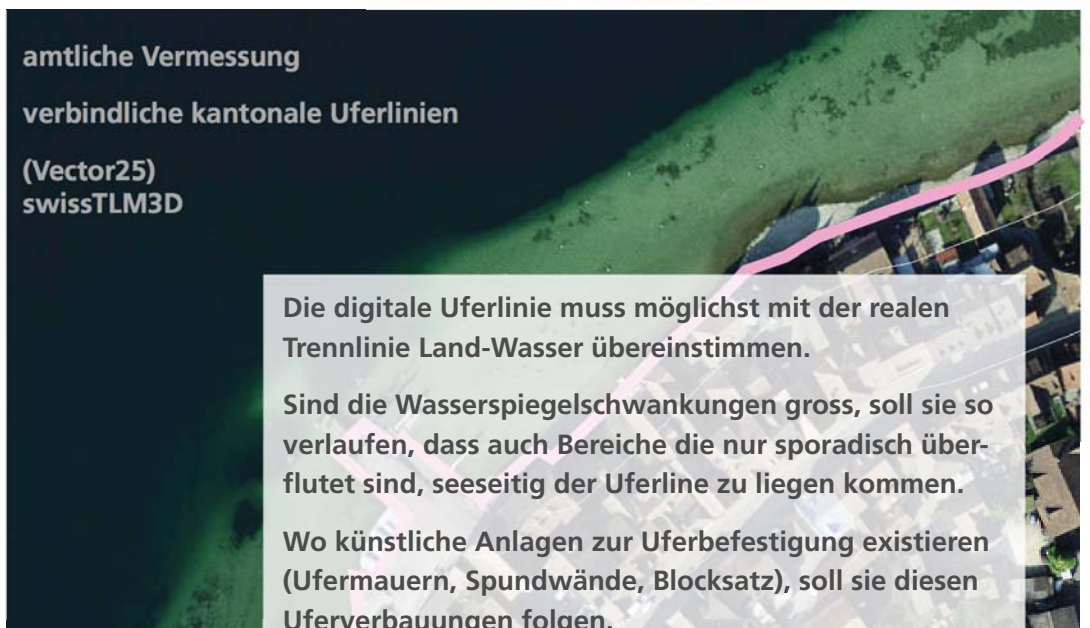 amtliche Vermessung
verbindliche kantonale Uferlinien
(Vector25)
swissTLM3D
Die digitale Uferlinie muss möglichst mit der realen
Trennlinie Land-Wasser übereinstimmen.
Sind die Wasserspiegelschwankungen gross, soll sie so
verlaufen, dass auch Bereiche die nur sporadisch über-
flutet sind, seeseitig der Uferline zu liegen kommen.
Wo künstliche Anlagen zur Uferbefestigung existieren
(Ufermauern, Spundwände, Blocksatz), soll sie diesen
Uferverbauungen folgen.